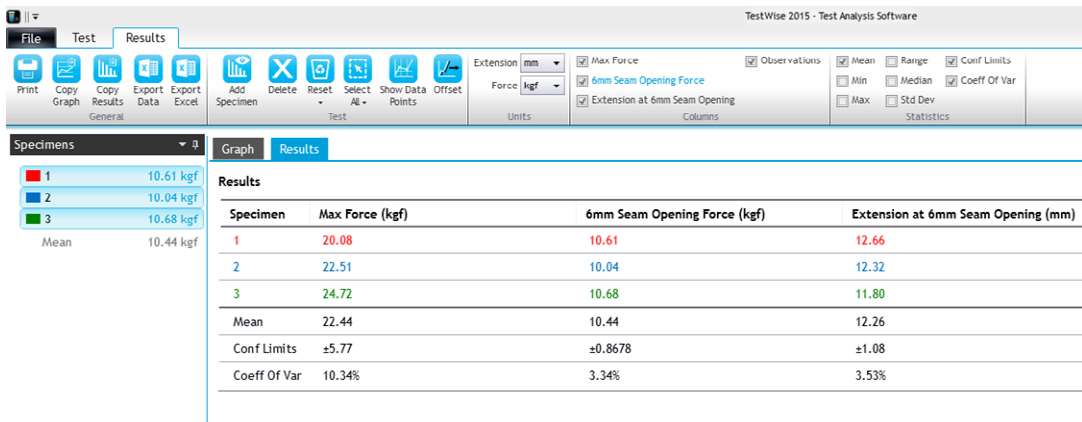 TestWise 2015 - Test Analysis Software
File Test Results
Print
Copy Graph
Copy Results
Export Data
Export Excel
General
Add Specimen
Delete
Reset
Select All
Show Data Points
Offset
Test
Extension mm
Force kgf
Units
Max Force
6mm Seam Opening Force
Extension at 6mm Seam Opening
Observations
Columns
Mean Range Conf Limits
Min Median Coeff Of Var
Max Std Dev
Statistics
Specimens
1 10.61 kgf
2 10.04 kgf
3 10.68 kgf
Mean 10.44 kgf
Graph Results
Results
Specimen Max Force (kgf) 6mm Seam Opening Force (kgf) Extension at 6mm Seam Opening (mm)
1 20.08 10.61 12.66
2 22.51 10.04 12.32
3 24.72 10.68 11.80
Mean 22.44 10.44 12.26
Conf Limits ±5.77 ±0.8678 ±1.08
Coeff Of Var 10.34% 3.34% 3.53%